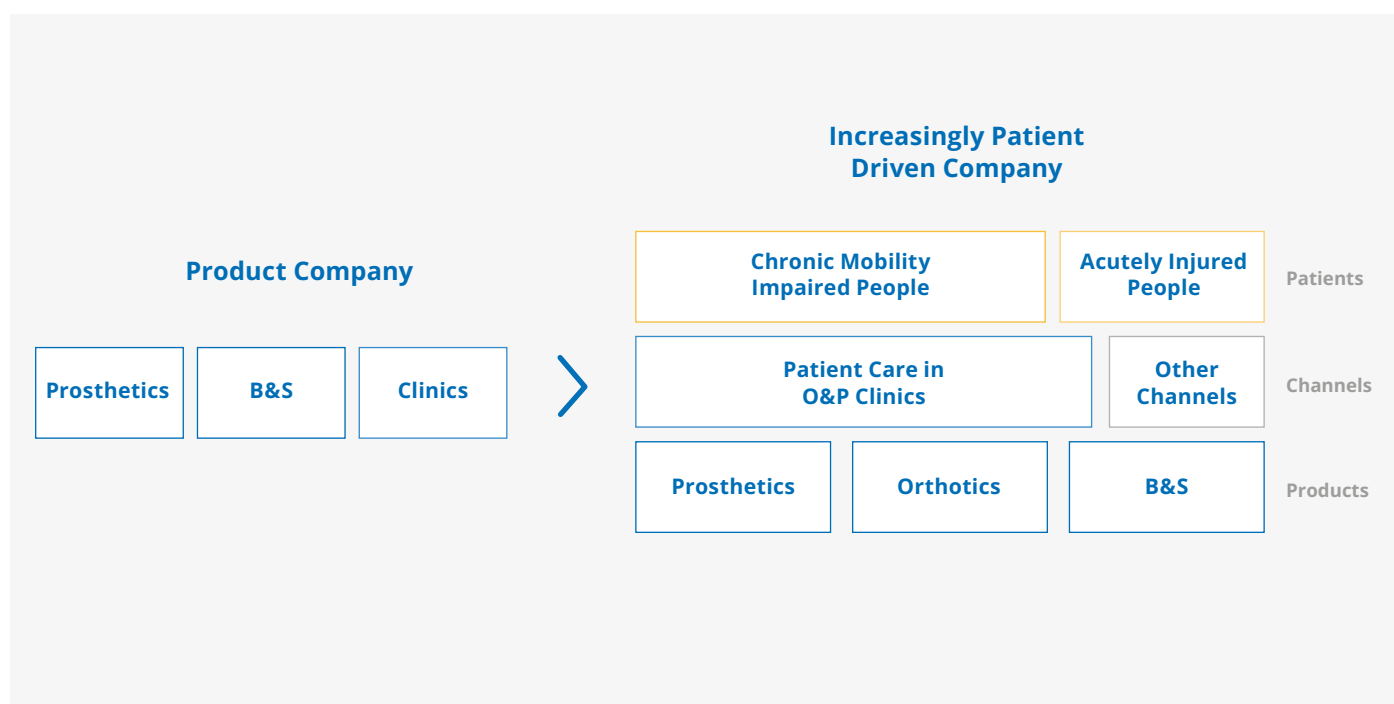 Product Company
Prosthetics
B&S
Clinics
Increasingly Patient
Driven Company
Chronic Mobility
Impaired People
Acutely Injured
People
Patients
Patient Care in
O&P Clinics
Other
Channels
Channels
Prosthetics
Orthotics
B&S
Products